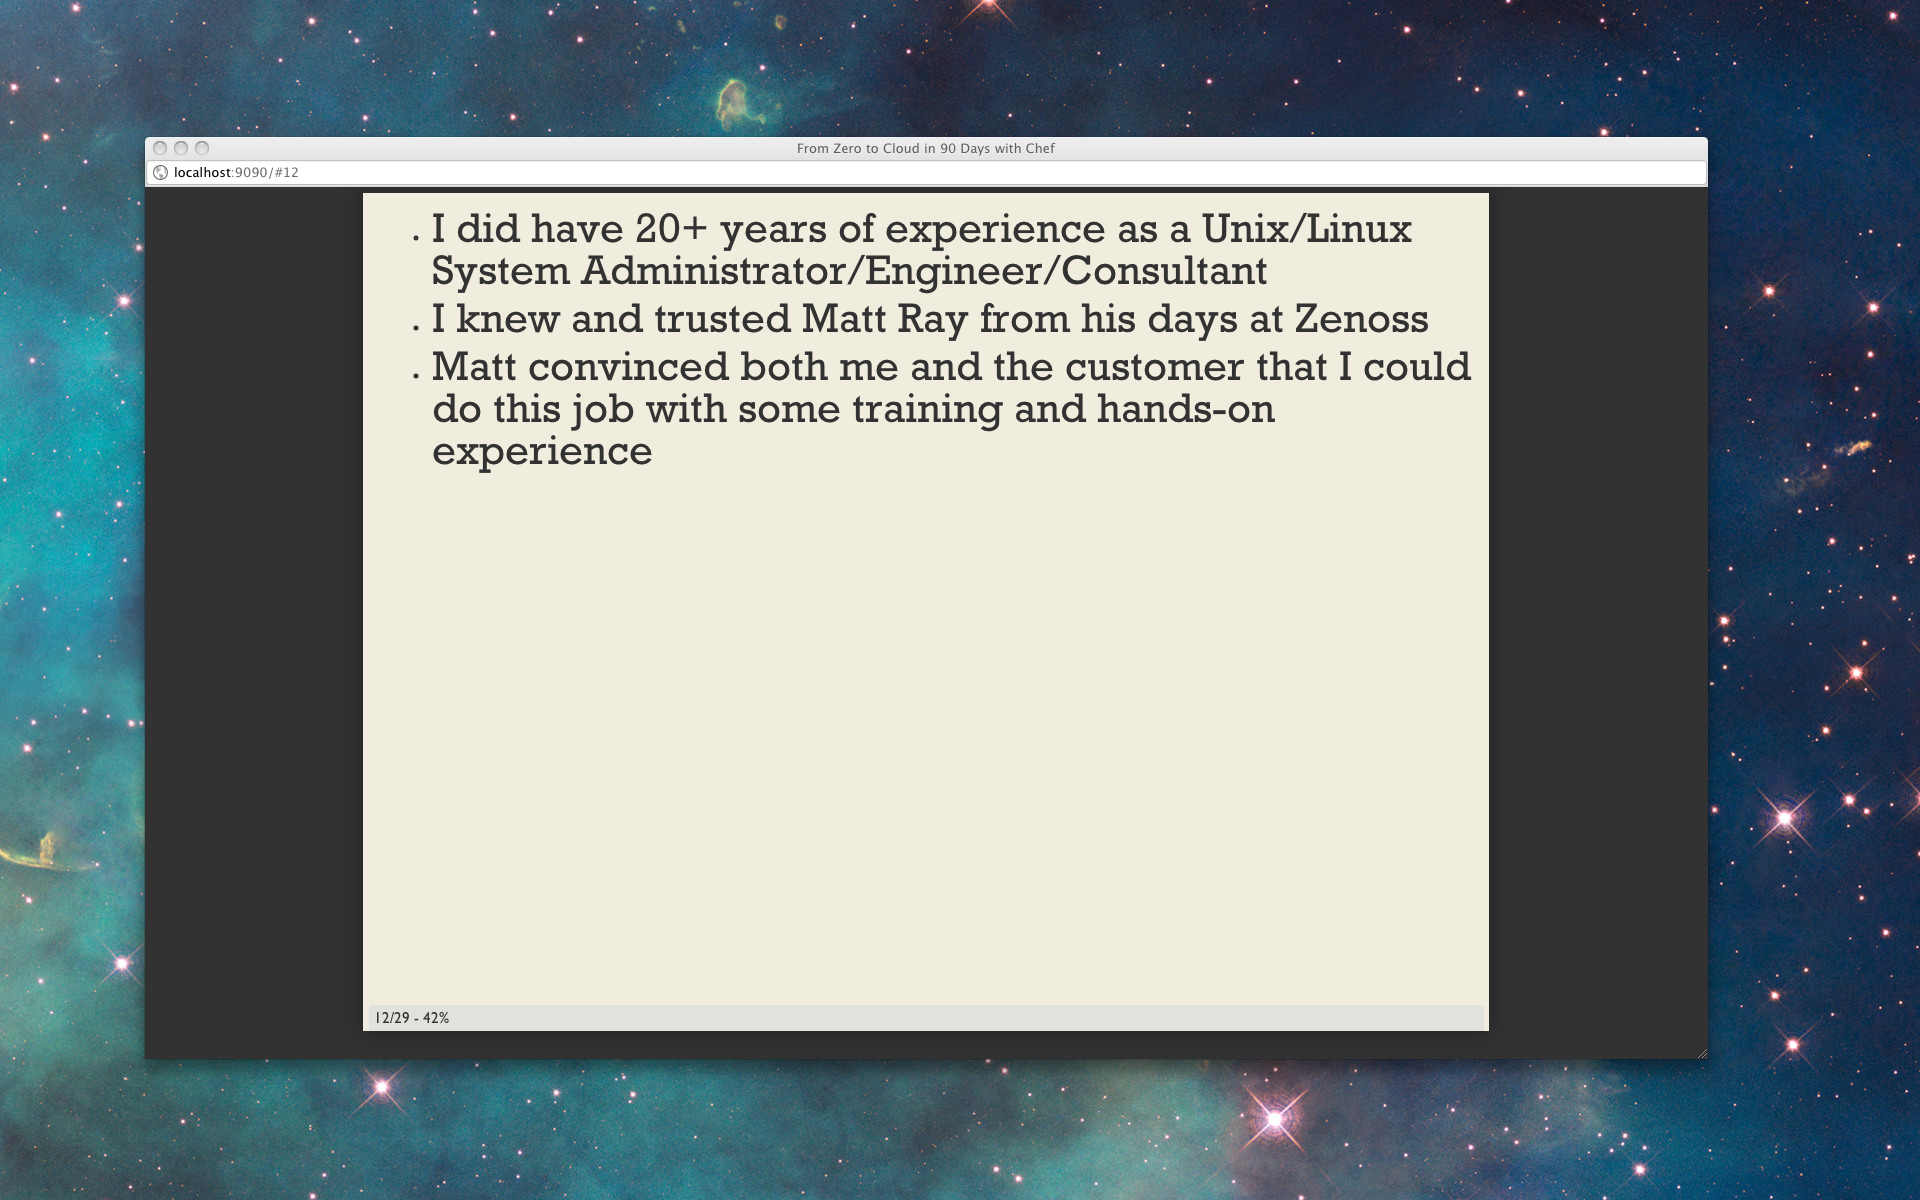 From Zero to Cloud in 90 Days with Chef
localhost:9090/#12
• I did have 20+ years of experience as a Unix/Linux
System Administrator/Engineer/Consultant
• I knew and trusted Matt Ray from his days at Zenoss
• Matt convinced both me and the customer that I could
do this job with some training and hands-on
experience
12/29 - 42%